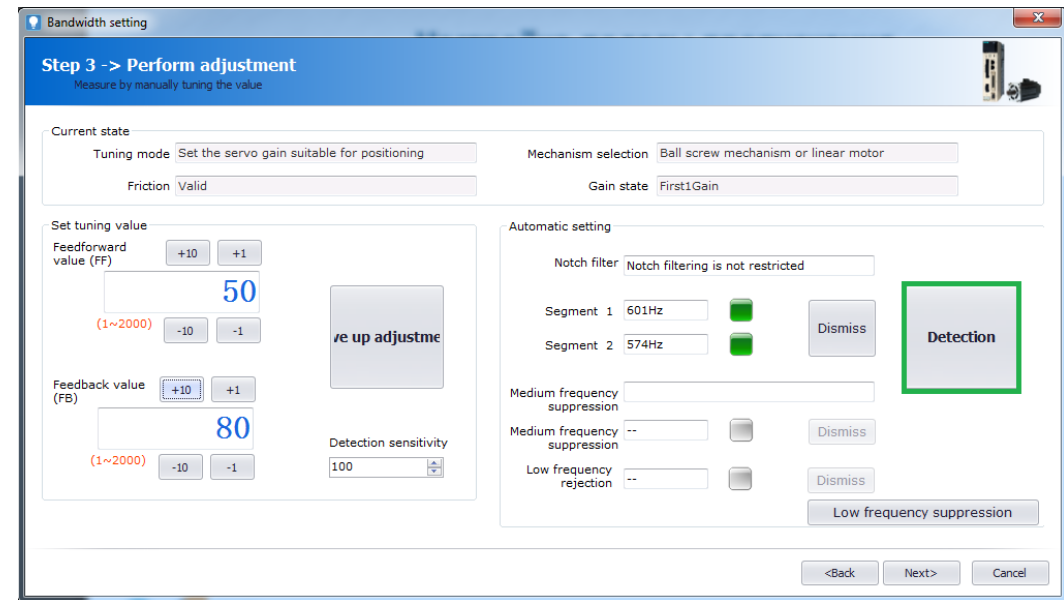 Bandwidth setting
Step 3 -> Perform adjustment
Measure by manually tuning the value
Current state
Tuning mode Set the servo gain suitable for positioning
Mechanism selection Ball screw mechanism or linear motor
Friction Valid
Gain state First1Gain
Set tuning value
Feedforward
value (FF)
+10 +1
50
(1~2000)
-10 -1
Feedback value
(FB)
+10 +1
80
(1~2000)
-10 -1
ve up adjustme
Detection sensitivity
100
Automatic setting
Notch filter Notch filtering is not restricted
Segment 1 601Hz
Segment 2 574Hz
Dismiss
Detection
Medium frequency
suppression
Medium frequency
suppression
--
Dismiss
Low frequency
rejection
--
Dismiss
Low frequency suppression
<Back Next> Cancel